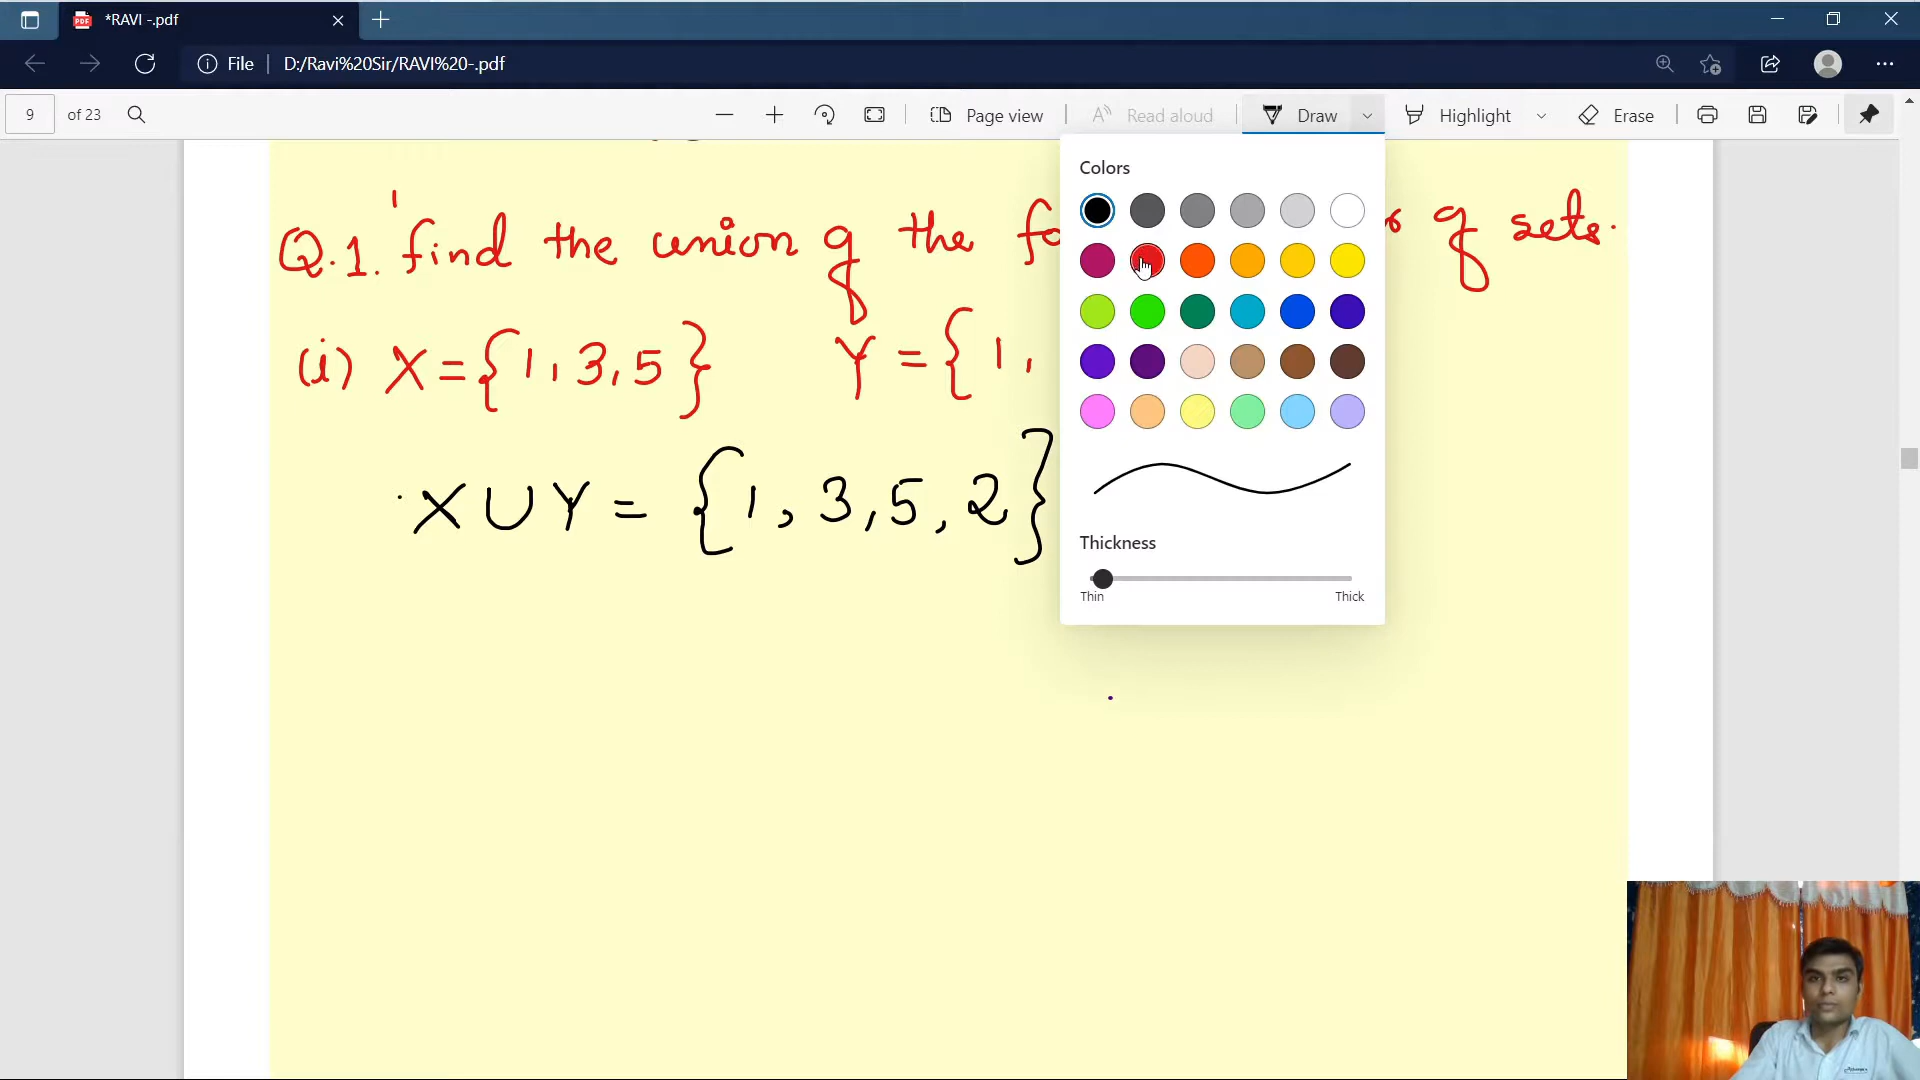 *RAVI -.pdf
File D:/Ravi%20Sir/RAVI%20-.pdf
9 of 23 Page view Read aloud Draw Highlight Erase
Colors
Q.1. find the union of the fo of sets.
(i) X = {1, 3, 5} Y = {1,
X U Y = {1, 3, 5, 2}
Thickness
Thin Thick